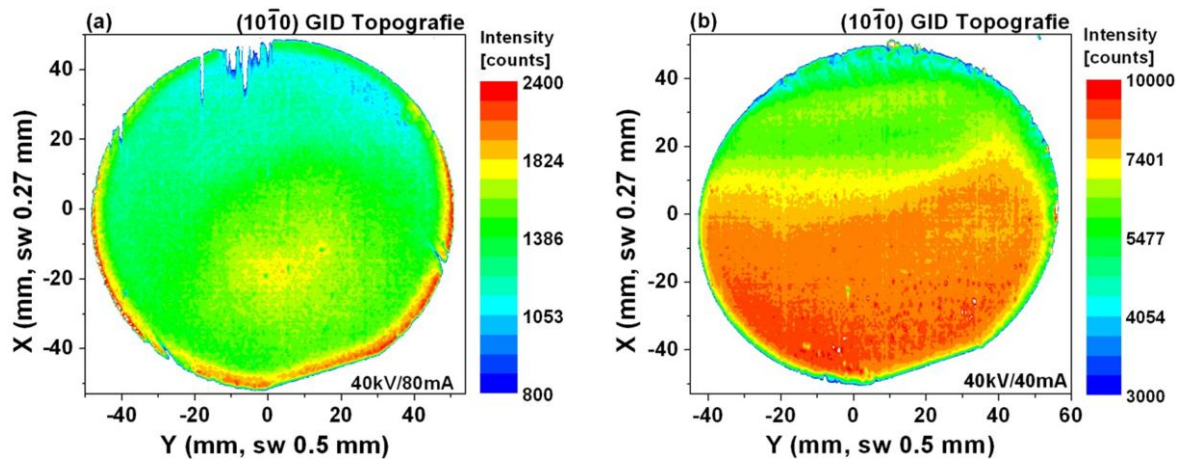 (a) (101̅0) GID Topografie
Intensity
[counts]
2400
1824
1386
1053
800
40
20
0
-20
-40
X (mm, sw 0.27 mm)
40kV/80mA
-40 -20 0 20 40
Y (mm, sw 0.5 mm)
(b) (101̅0) GID Topografie
Intensity
[counts]
10000
7401
5477
4054
3000
40
20
0
-20
-40
X (mm, sw 0.27 mm)
40kV/40mA
-40 -20 0 20 40 60
Y (mm, sw 0.5 mm)